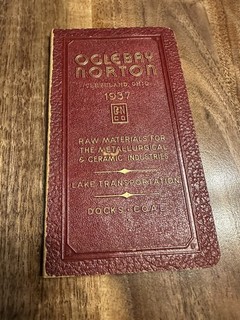 OGLEBAY
NORTON
CLEVELAND, OHIO
1937
RAW MATERIALS FOR
THE METALLURGICAL
& CERAMIC INDUSTRIES
LAKE TRANSPORTATION
DOCKS - COAL